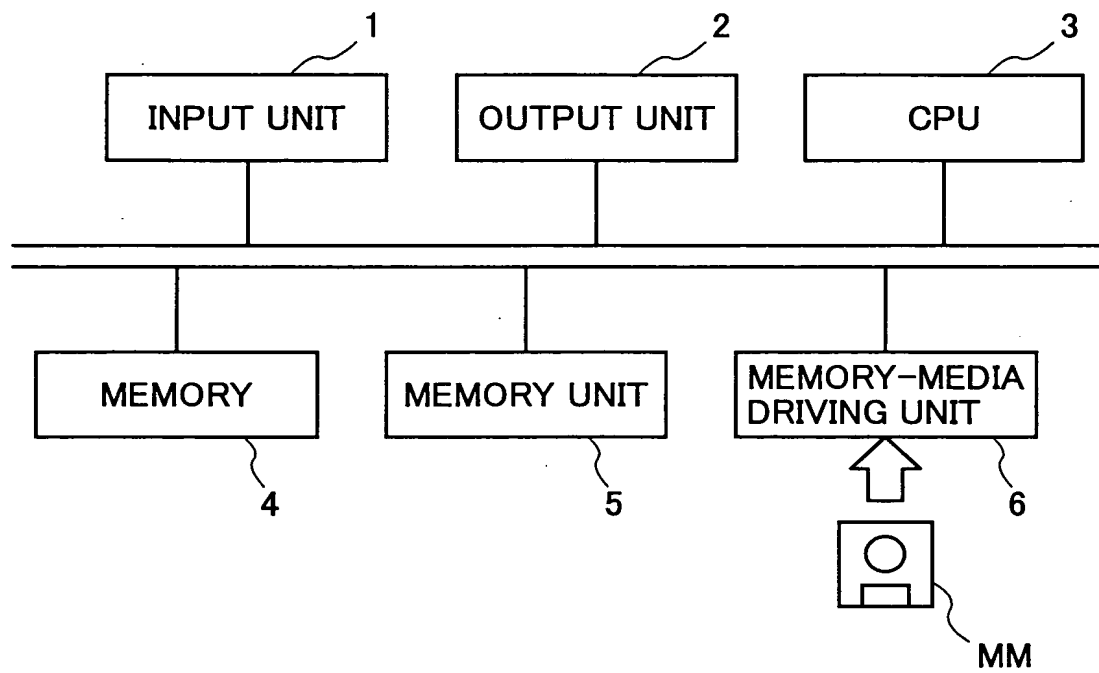 1
2
3
INPUT UNIT
OUTPUT UNIT
CPU
MEMORY
MEMORY UNIT
MEMORY-MEDIA
DRIVING UNIT
4
5
6
MM